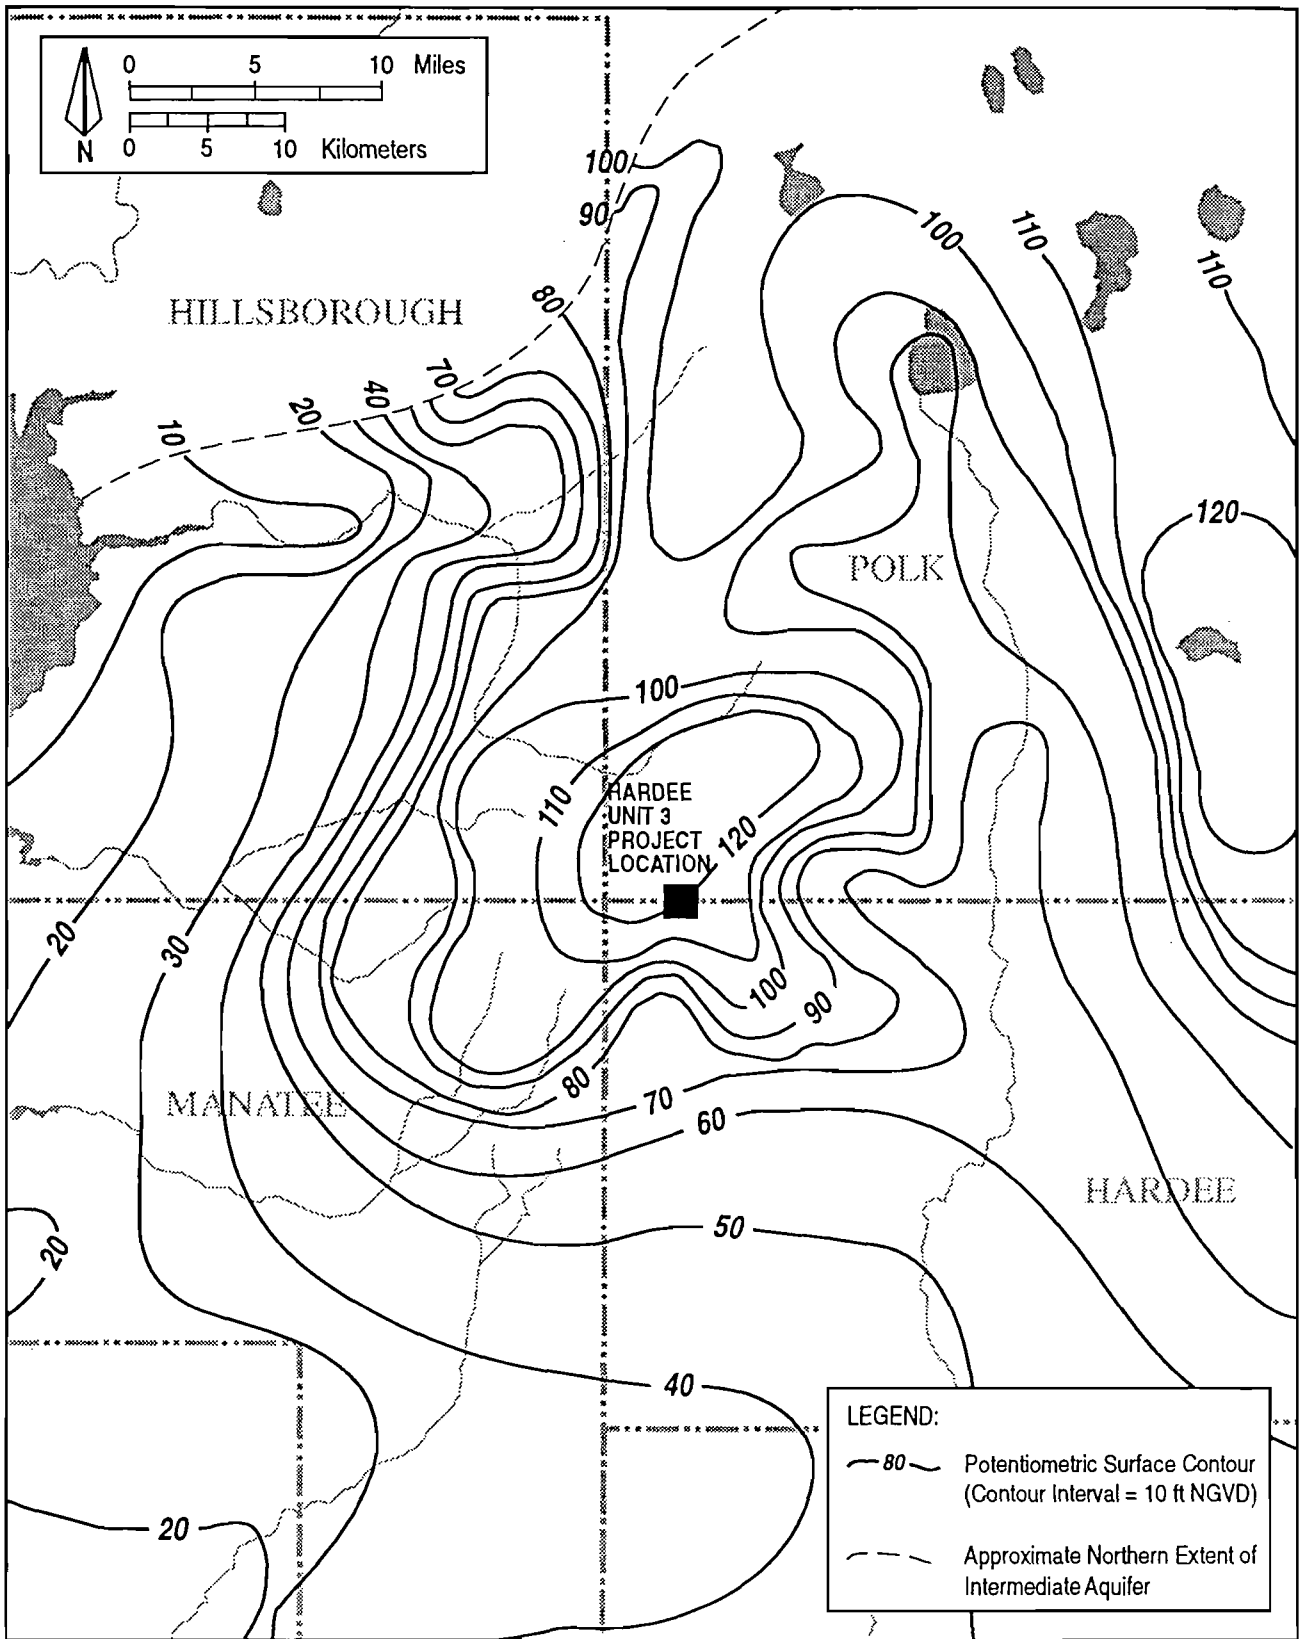 0 5 10 Miles
N 0 5 10 Kilometers
100
90
100
110
110
HILLSBOROUGH
80
70
40
20
10
120
POLK
100
110
HARDEE
UNIT 3
PROJECT
LOCATION
120
20
30
100
90
80
70
60
MANATEE
HARDEE
50
20
40
20
LEGEND:
80 Potentiometric Surface Contour
(Contour Interval = 10 ft NGVD)
Approximate Northern Extent of
Intermediate Aquifer